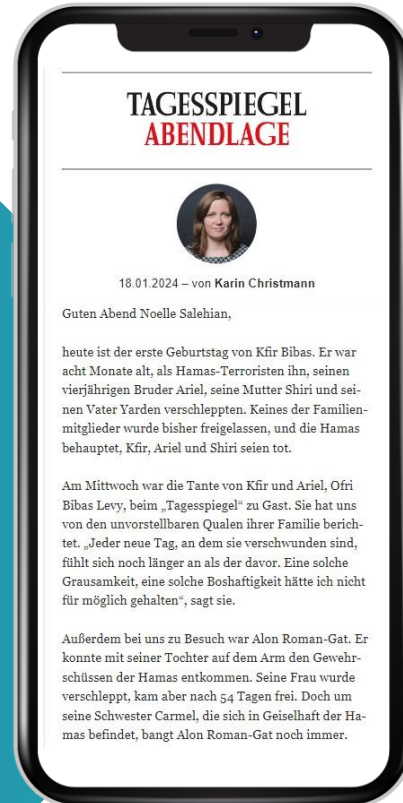 TAGESSPIEGEL
ABENDLAGE
18.01.2024 – von Karin Christmann
Guten Abend Noelle Salehian,
heute ist der erste Geburtstag von Kfir Bibas. Er war
acht Monate alt, als Hamas-Terroristen ihn, seinen
vierjährigen Bruder Ariel, seine Mutter Shiri und sei-
nen Vater Yarden verschleppten. Keines der Familien-
mitglieder wurde bisher freigelassen, und die Hamas
behauptet, Kfir, Ariel und Shiri seien tot.
Am Mittwoch war die Tante von Kfir und Ariel, Ofri
Bibas Levy, beim „Tagesspiegel“ zu Gast. Sie hat uns
von den unvorstellbaren Qualen ihrer Familie berich-
tet. „Jeder neue Tag, an dem sie verschwunden sind,
fühlt sich noch länger an als der davor. Eine solche
Grausamkeit, eine solche Boshaftigkeit hätte ich nicht
für möglich gehalten“, sagt sie.
Außerdem bei uns zu Besuch war Alon Roman-Gat. Er
konnte mit seiner Tochter auf dem Arm den Gewehr-
schüssen der Hamas entkommen. Seine Frau wurde
verschleppt, kam aber nach 54 Tagen frei. Doch um
seine Schwester Carmel, die sich in Geiselhaft der Ha-
mas befindet, bangt Alon Roman-Gat noch immer.